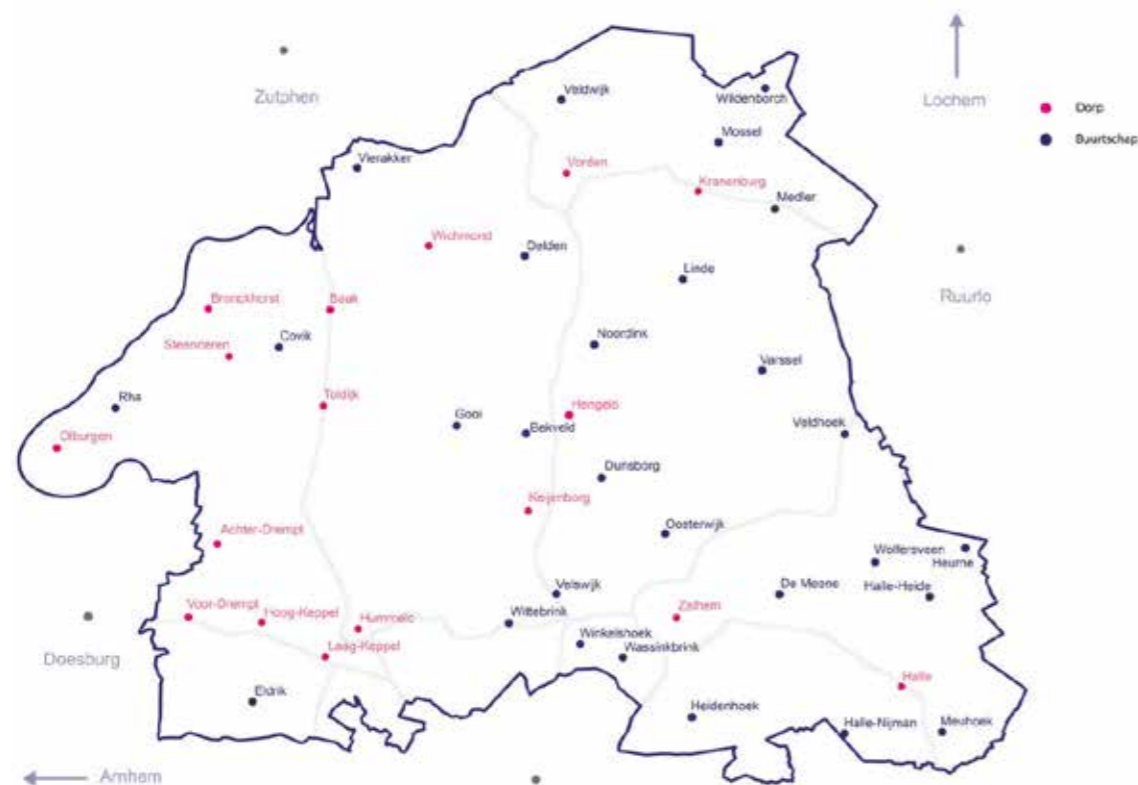 Zutphen
Lochem
Dorp
Buurtschap
Veldwijk
Wildenborch
Mossel
Vierakker
Vorden
Kranenburg
Medler
Wichmond
Delden
Linde
Ruurlo
Bronckhorst
Baak
Steenderen
Covik
Noordink
Varssel
Rha
Toldijk
Gooi
Hengelo
Bekveld
Veldhoek
Olburgen
Dunsborg
Keijenborg
Achter-Drempt
Oosterwijk
Wolfersveen
Heurne
De Meene
Halle-Heide
Velswijk
Voor-Drempt
Hoog-Keppel
Hummelo
Wittebrink
Zelhem
Doesburg
Laag-Keppel
Winkelshoek
Wassinkbrink
Halle
Eldrik
Heidenhoek
Halle-Nijman
Meuhoek
Arnhem